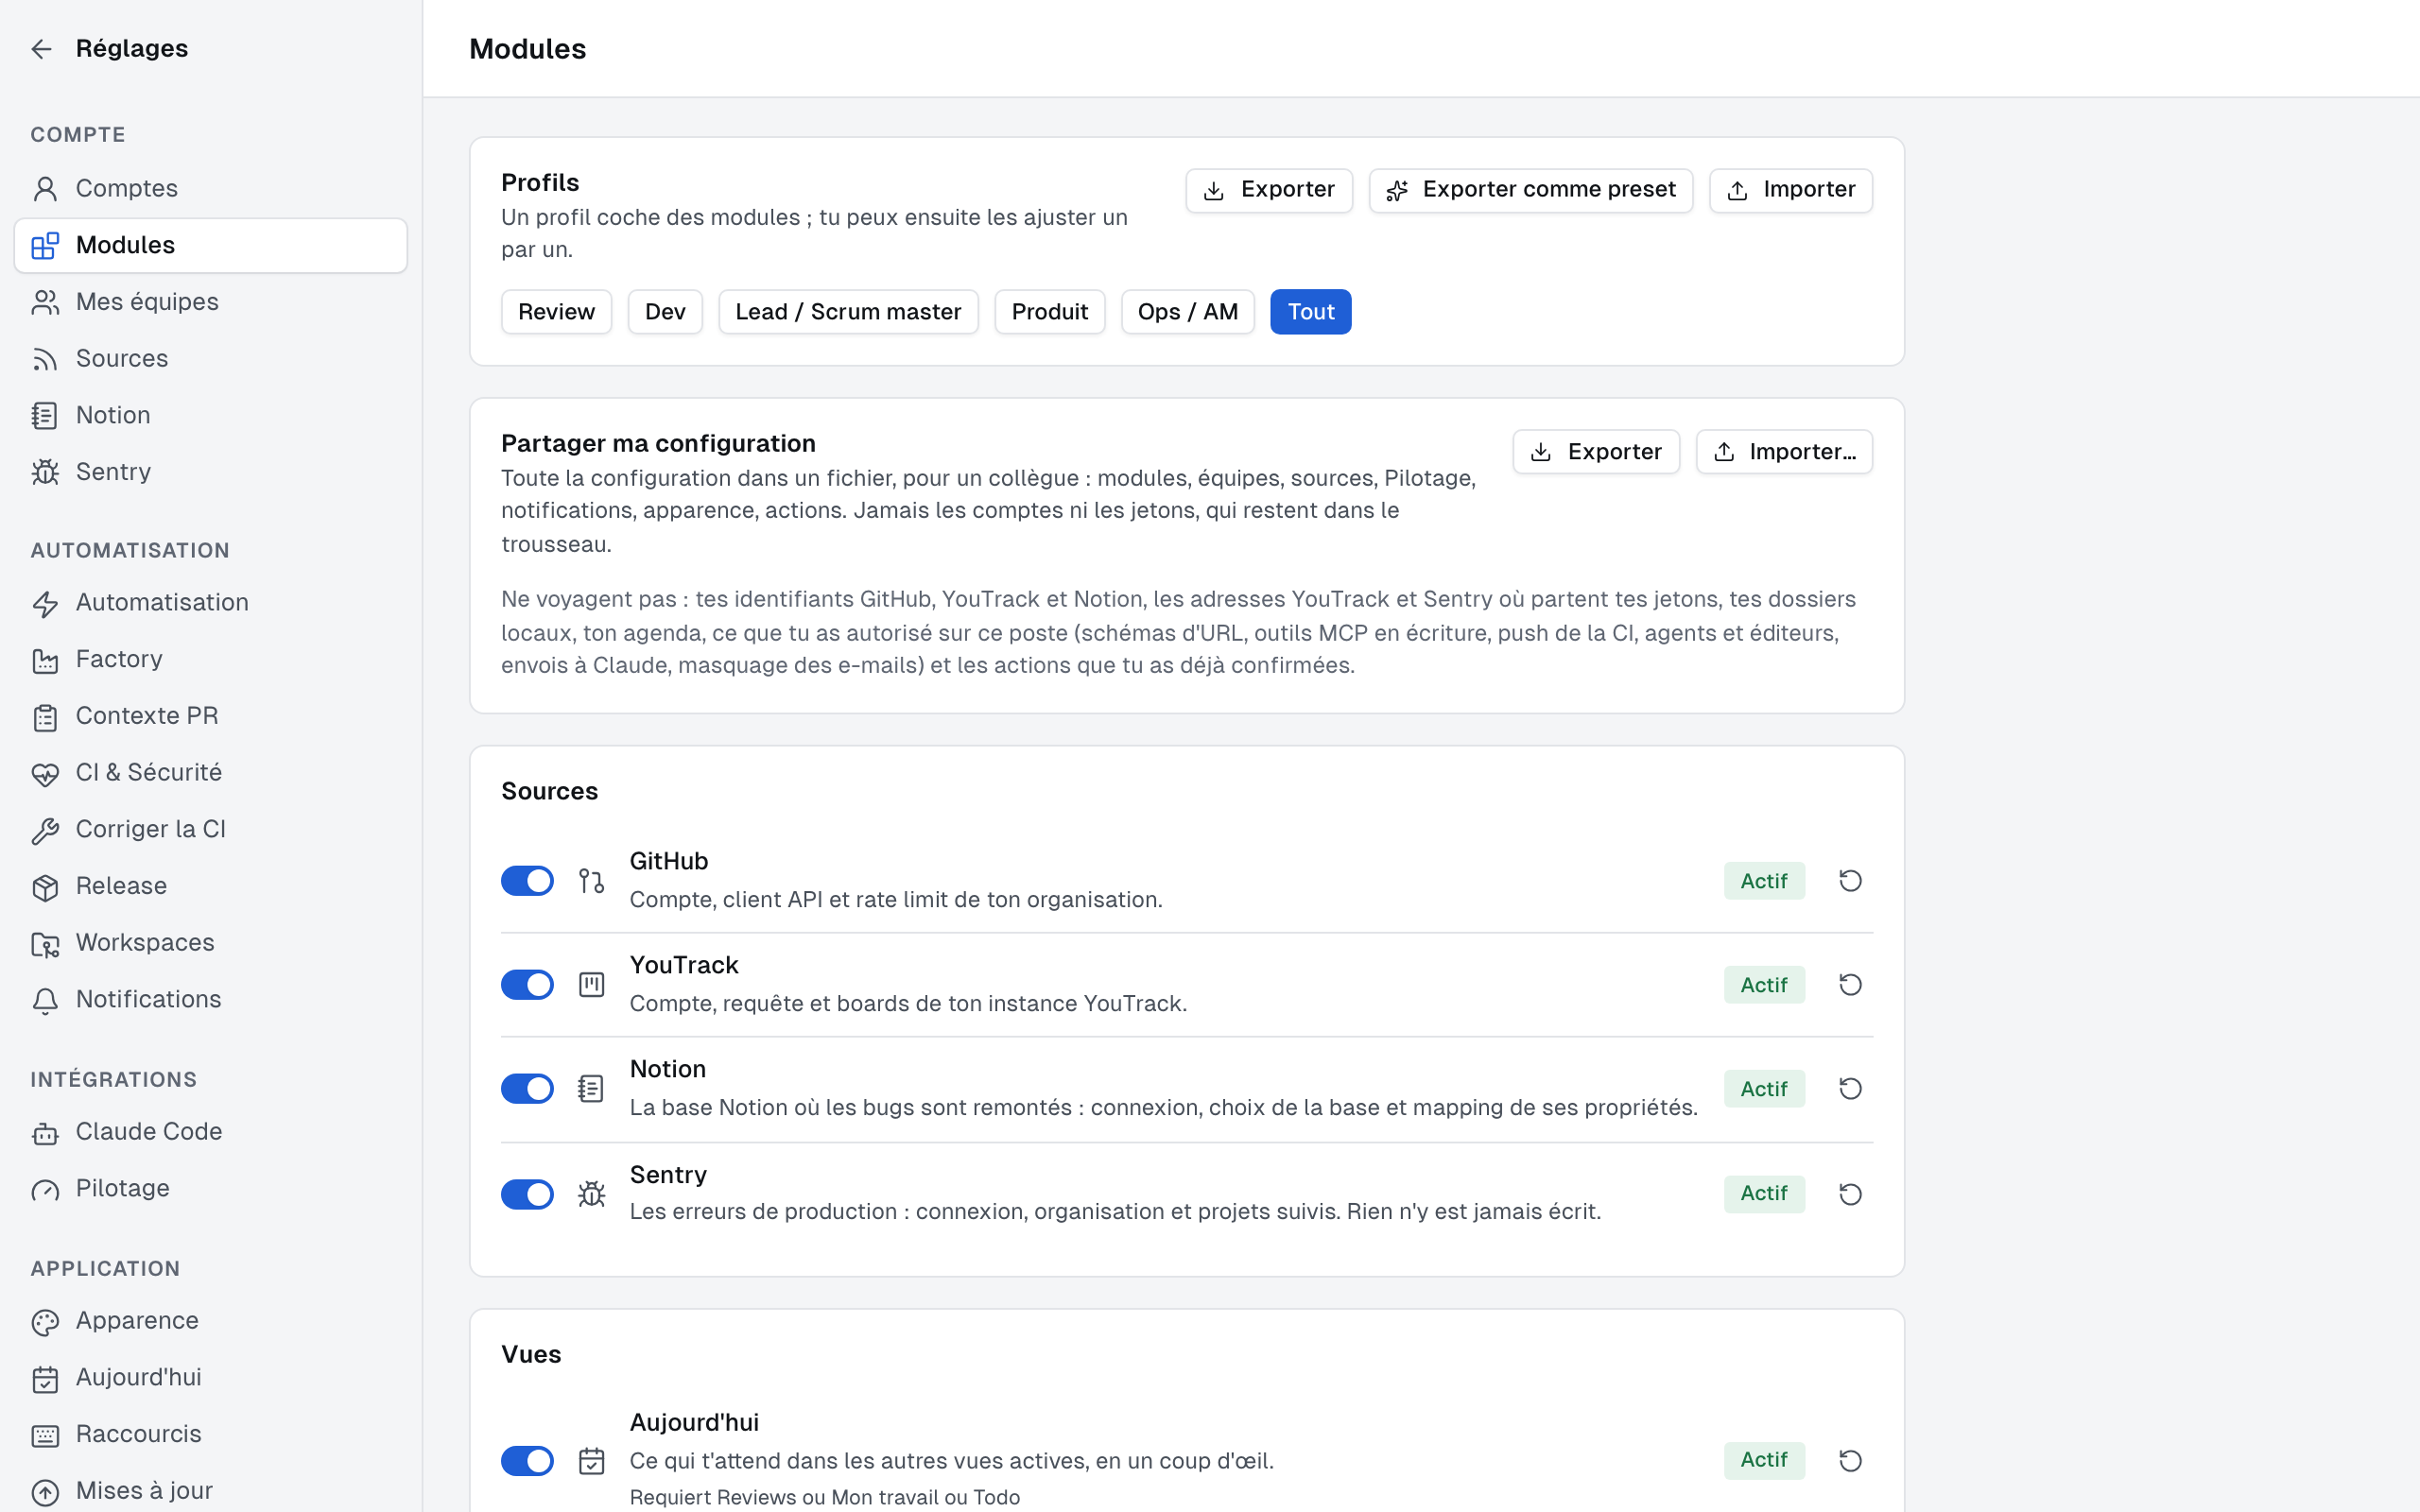 Réglages
COMPTE
Comptes
Modules
Mes équipes
Sources
Notion
Sentry
AUTOMATISATION
Automatisation
Factory
Contexte PR
CI & Sécurité
Corriger la CI
Release
Workspaces
Notifications
INTÉGRATIONS
Claude Code
Pilotage
APPLICATION
Apparence
Aujourd'hui
Raccourcis
Mises à jour
Modules
Profils
Un profil coche des modules ; tu peux ensuite les ajuster un
par un.
Exporter
Exporter comme preset
Importer
Review
Dev
Lead / Scrum master
Produit
Ops / AM
Tout
Partager ma configuration
Toute la configuration dans un fichier, pour un collègue : modules, équipes, sources, Pilotage,
notifications, apparence, actions. Jamais les comptes ni les jetons, qui restent dans le
trousseau.
Exporter
Importer…
Ne voyagent pas : tes identifiants GitHub, YouTrack et Notion, les adresses YouTrack et Sentry où partent tes jetons, tes dossiers
locaux, ton agenda, ce que tu as autorisé sur ce poste (schémas d'URL, outils MCP en écriture, push de la CI, agents et éditeurs,
envois à Claude, masquage des e-mails) et les actions que tu as déjà confirmées.
Sources
GitHub
Compte, client API et rate limit de ton organisation.
Actif
YouTrack
Compte, requête et boards de ton instance YouTrack.
Actif
Notion
La base Notion où les bugs sont remontés : connexion, choix de la base et mapping de ses propriétés.
Actif
Sentry
Les erreurs de production : connexion, organisation et projets suivis. Rien n'y est jamais écrit.
Actif
Vues
Aujourd'hui
Ce qui t'attend dans les autres vues actives, en un coup d'œil.
Requiert Reviews ou Mon travail ou Todo
Actif